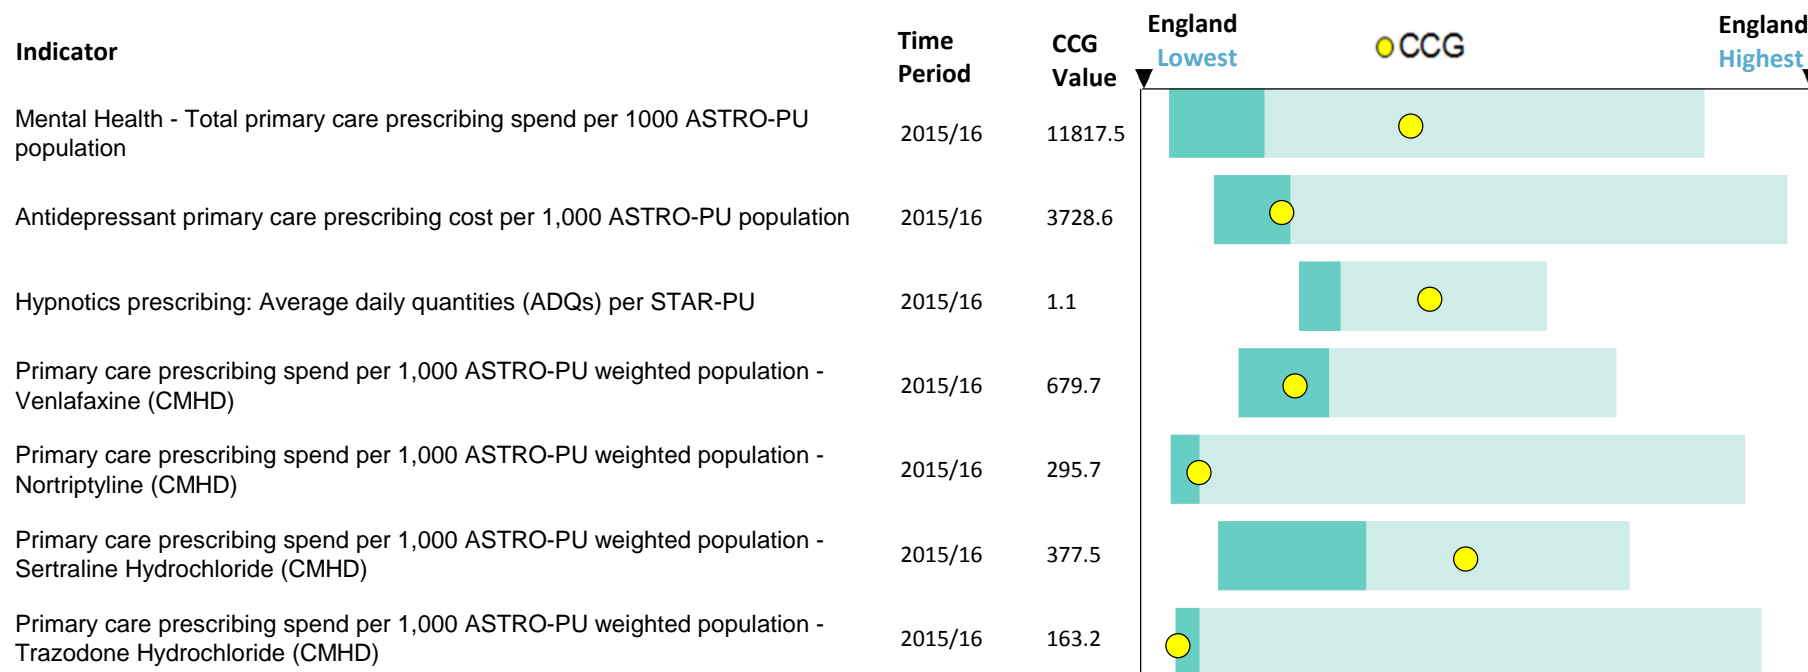 Indicator
Time Period
CCG Value
England Lowest
CCG
England Highest
Mental Health - Total primary care prescribing spend per 1000 ASTRO-PU
population
2015/16
11817.5
Antidepressant primary care prescribing cost per 1,000 ASTRO-PU population
2015/16
3728.6
Hypnotics prescribing: Average daily quantities (ADQs) per STAR-PU
2015/16
1.1
Primary care prescribing spend per 1,000 ASTRO-PU weighted population -
Venlafaxine (CMHD)
2015/16
679.7
Primary care prescribing spend per 1,000 ASTRO-PU weighted population -
Nortriptyline (CMHD)
2015/16
295.7
Primary care prescribing spend per 1,000 ASTRO-PU weighted population -
Sertraline Hydrochloride (CMHD)
2015/16
377.5
Primary care prescribing spend per 1,000 ASTRO-PU weighted population -
Trazodone Hydrochloride (CMHD)
2015/16
163.2